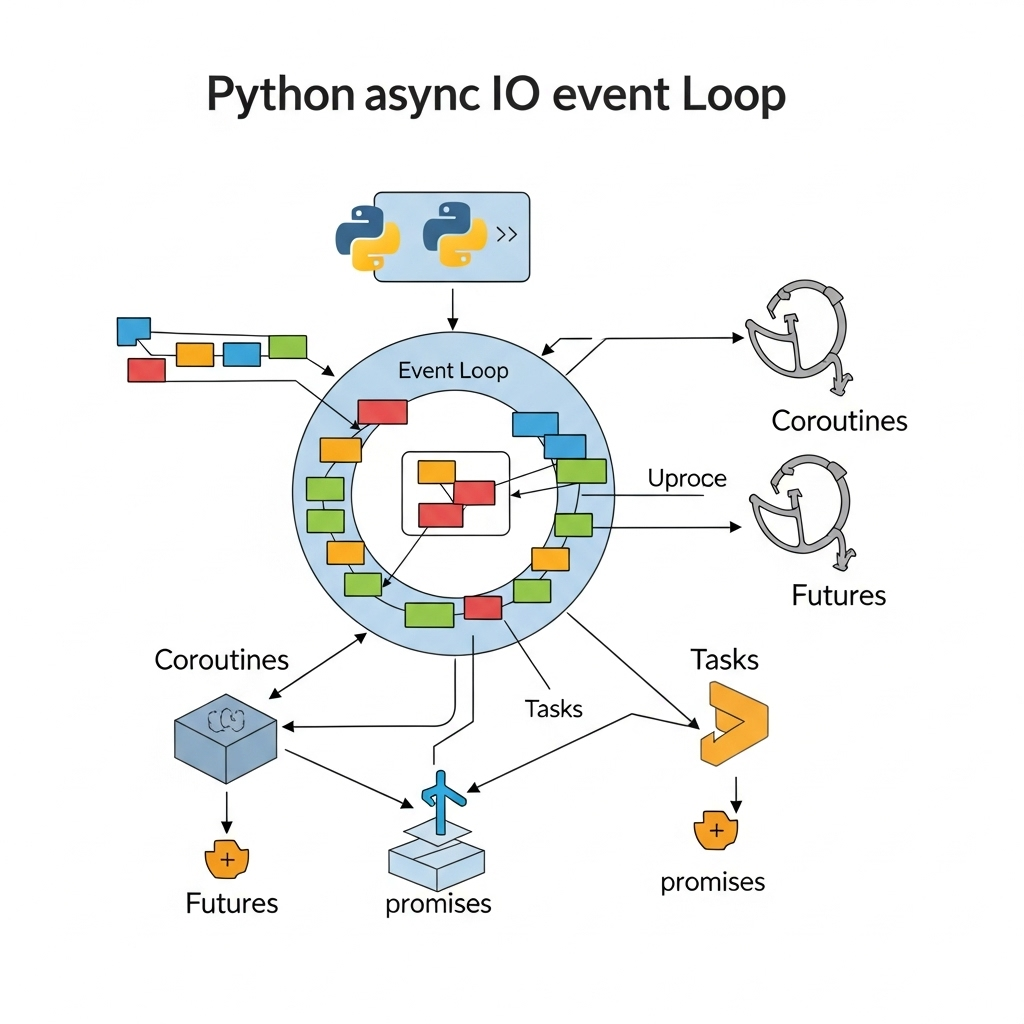 Python async IO event Loop
>>
Event Loop
Coroutines
Uproce
Futures
Coroutines
Tasks
Tasks
Futures
promises
promises